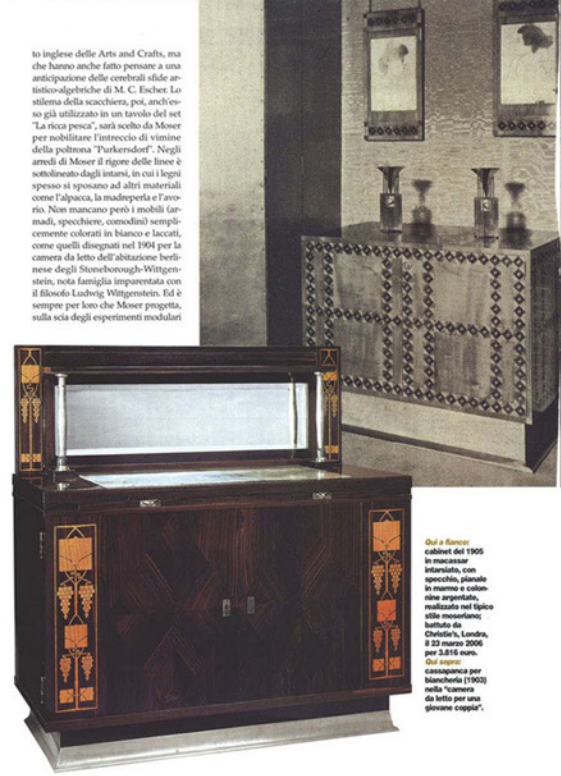 to inglese delle Arts and Crafts, ma
che hanno anche fatto pensare a una
anticipazione delle cerebrali sfide ar-
tistico-algebriche di M. C. Escher. Lo
stilema della scacchiera, poi, anch'es-
so già utilizzato in un tavolo del set
"La ricca pesca", sarà scelto da Moser
per nobilitare l'intreccio di vimine
della poltrona "Purkersdorf". Negli
arredi di Moser il rigore delle linee è
sottolineato dagli intarsi, in cui i legni
spesso si sposano ad altri materiali
come l'alpacca, la madreperla e l'avo-
rio. Non mancano però i mobili (ar-
madi, specchiere, comodini) sempli-
cemente colorati in bianco e laccati,
come quelli disegnati nel 1904 per la
camera da letto dell'abitazione berli-
nese degli Stoneborough-Wittgen-
stein, nota famiglia imparentata con
il filosofo Ludwig Wittgenstein. Ed è
sempre per loro che Moser progetta,
sulla scia degli esperimenti modulari
Qui a fianco:
cabinet del 1905
in macassar
intarsiato, con
specchio, pianale
in marmo e colon-
nine argentate,
realizzato nel tipico
stile moseriano;
battuto da
Christie's, Londra,
il 23 marzo 2006
per 3.816 euro.
Qui sopra:
cassapanca per
biancheria (1903)
nella "camera
da letto per una
giovane coppia".